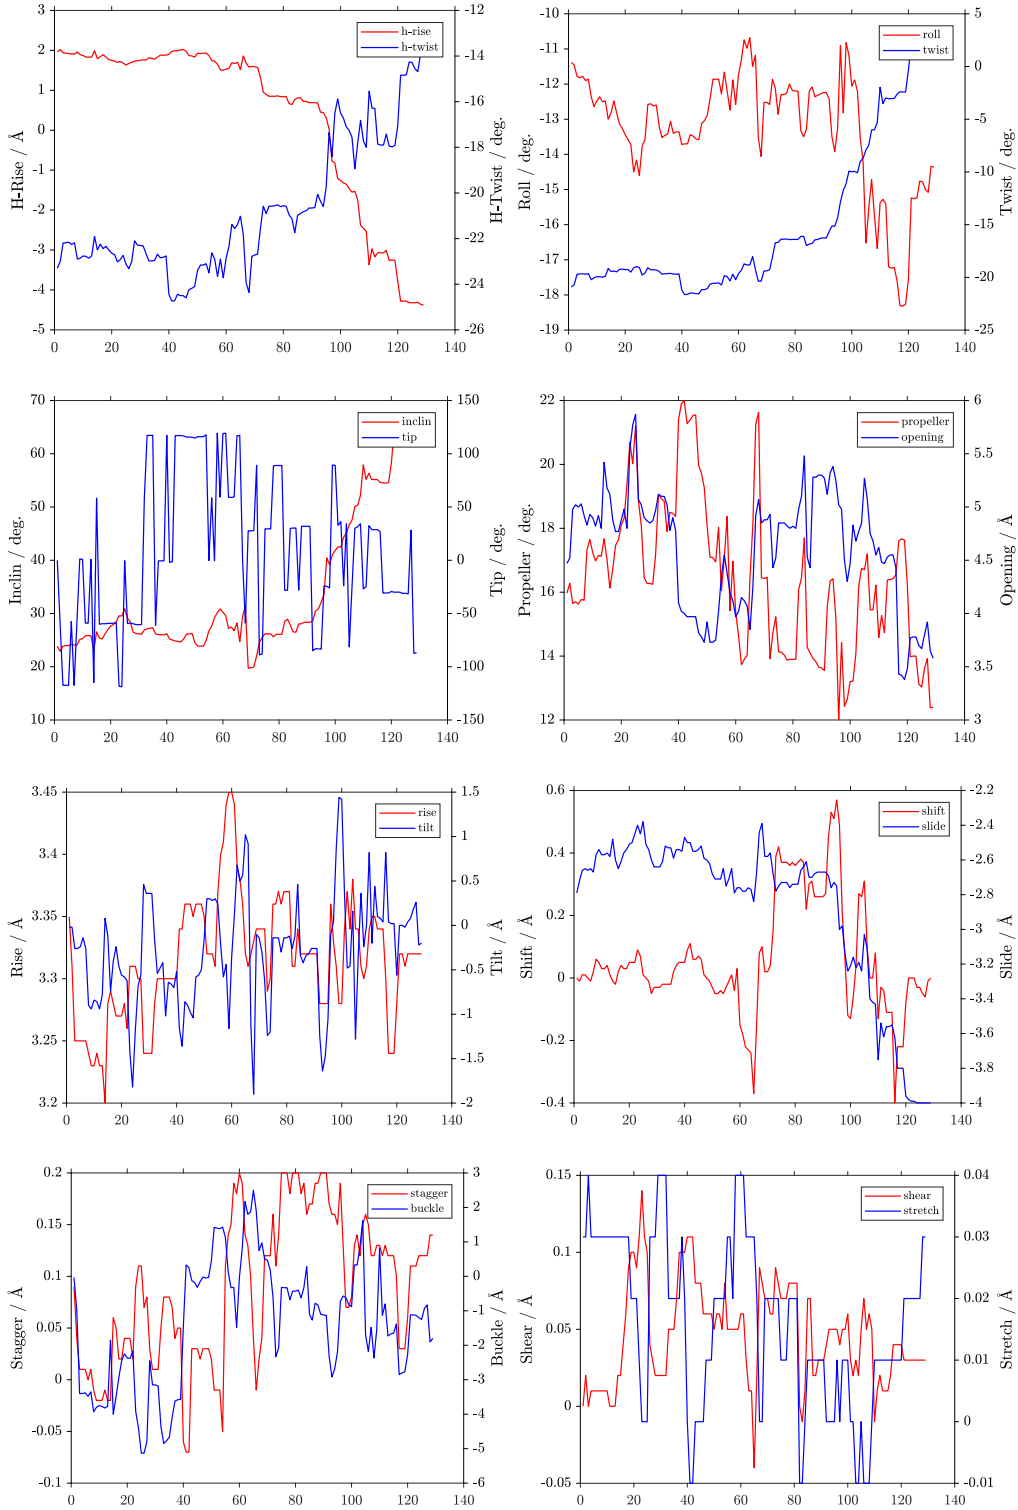 3
2
1
0
-1
-2
-3
-4
-5
H-Rise / Å
-12
-14
-16
-18
-20
-22
-24
-26
H-Twist / deg.
h-rise
h-twist
0 20 40 60 80 100 120 140
-10
-11
-12
-13
-14
-15
-16
-17
-18
-19
Roll / deg.
5
0
-5
-10
-15
-20
-25
Twist / deg.
roll
twist
0 20 40 60 80 100 120 140
70
60
50
40
30
20
10
Inclin / deg.
150
100
50
0
-50
-100
-150
Tip / deg.
inclin
tip
0 20 40 60 80 100 120 140
22
20
18
16
14
12
Propeller / deg.
6
5.5
5
4.5
4
3.5
3
Opening / Å
propeller
opening
0 20 40 60 80 100 120 140
3.45
3.4
3.35
3.3
3.25
3.2
Rise / Å
1.5
1
0.5
0
-0.5
-1
-1.5
-2
Tilt / Å
rise
tilt
0 20 40 60 80 100 120 140
0.6
0.4
0.2
0
-0.2
-0.4
Shift / Å
-2.2
-2.4
-2.6
-2.8
-3
-3.2
-3.4
-3.6
-3.8
-4
Slide / Å
shift
slide
0 20 40 60 80 100 120 140
0.2
0.15
0.1
0.05
0
-0.05
-0.1
Stagger / Å
3
2
1
0
-1
-2
-3
-4
-5
-6
Buckle / Å
stagger
buckle
0 20 40 60 80 100 120 140
0.15
0.1
0.05
0
-0.05
Shear / Å
0.04
0.03
0.02
0.01
0
-0.01
Stretch / Å
shear
stretch
0 20 40 60 80 100 120 140